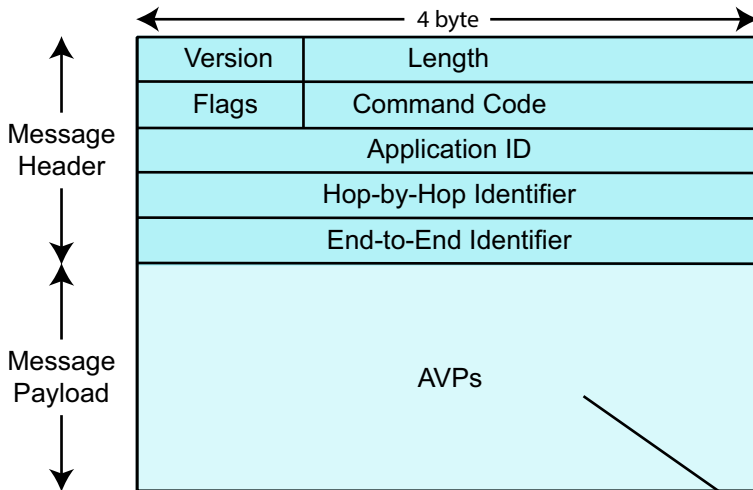 4 byte
Version Length
Flags Command Code
Message
Header
Application ID
Hop-by-Hop Identifier
End-to-End Identifier
Message
Payload
AVPs